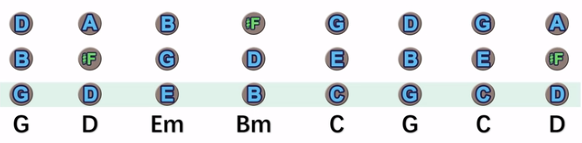 D A B #F G D G A
B #F G D E B E #F
G D E B C G C D
G D Em Bm C G C D